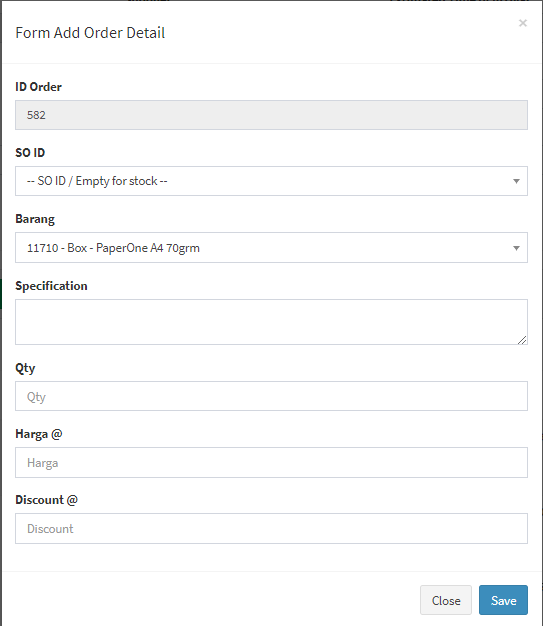 Form Add Order Detail
×
ID Order
582
SO ID
-- SO ID / Empty for stock --
Barang
11710 - Box - PaperOne A4 70grm
Specification
Qty
Qty
Harga @
Harga
Discount @
Discount
Close
Save